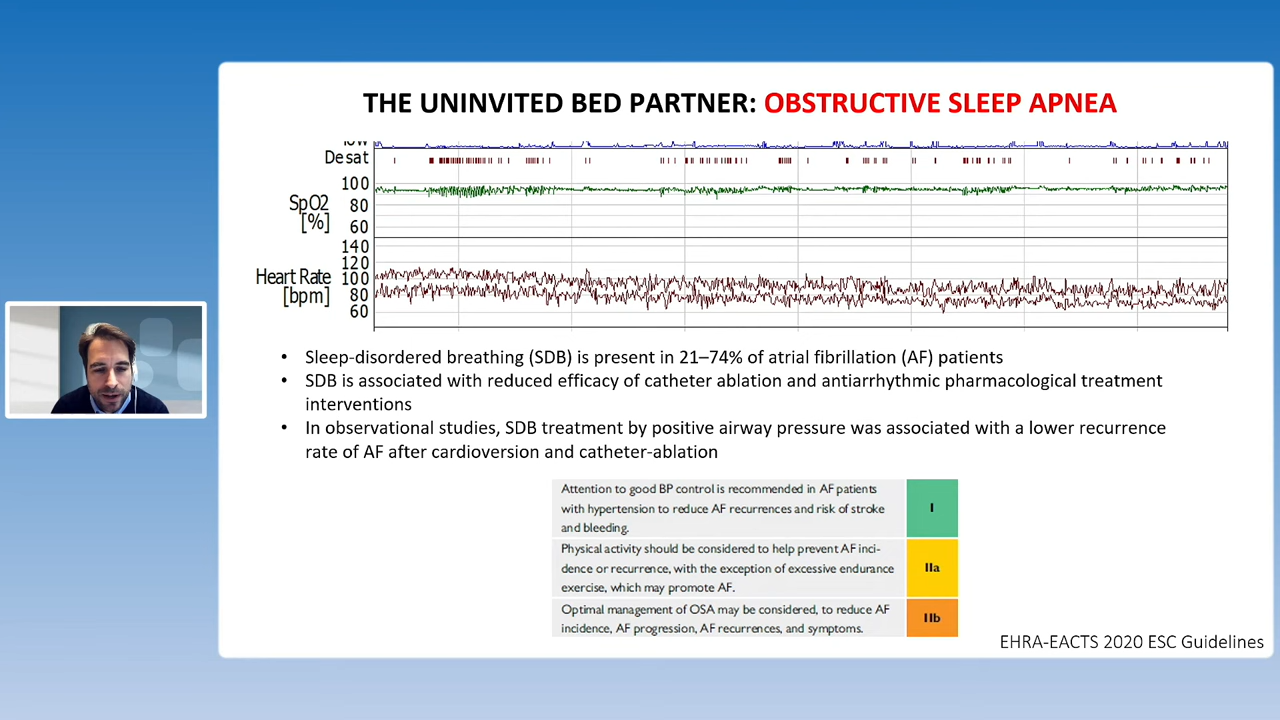 THE UNINVITED BED PARTNER: OBSTRUCTIVE SLEEP APNEA
Desat
100
SpO2 80
[%] 60
140
120
Heart Rate 100
[bpm] 80
60
• Sleep-disordered breathing (SDB) is present in 21–74% of atrial fibrillation (AF) patients
• SDB is associated with reduced efficacy of catheter ablation and antiarrhythmic pharmacological treatment
interventions
• In observational studies, SDB treatment by positive airway pressure was associated with a lower recurrence
rate of AF after cardioversion and catheter-ablation
Attention to good BP control is recommended in AF patients
with hypertension to reduce AF recurrences and risk of stroke
and bleeding.
I
Physical activity should be considered to help prevent AF inci-
dence or recurrence, with the exception of excessive endurance
exercise, which may promote AF.
IIa
Optimal management of OSA may be considered, to reduce AF
incidence, AF progression, AF recurrences, and symptoms.
IIb
EHRA-EACTS 2020 ESC Guidelines